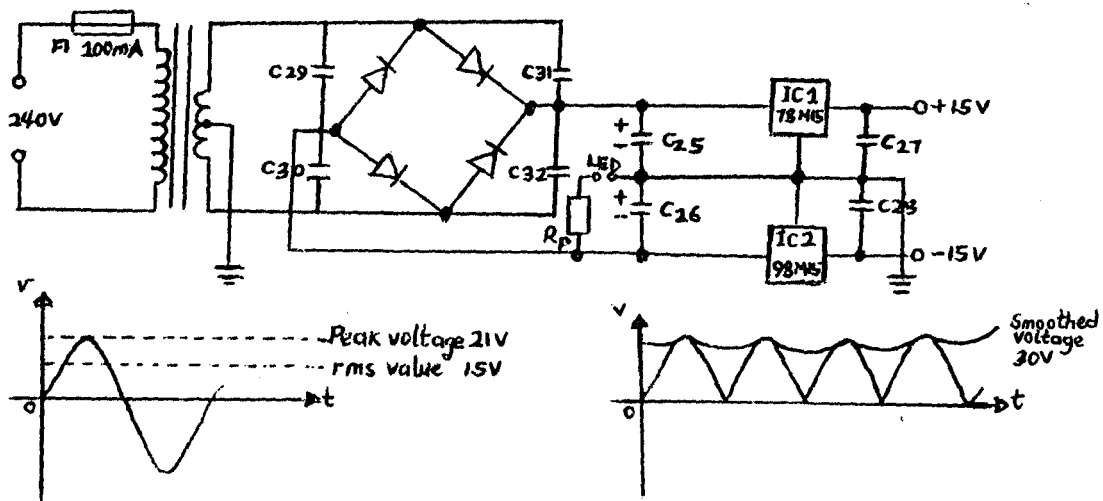 F1 100mA
240V
C29
C30
C31
C32
LED
RP
+
-
C25
+
-
C26
IC1
78M15
IC2
98M15
C27
C28
+15V
-15V
V
Peak voltage 21V
rms value 15V
0
t
V
Smoothed
voltage
30V
0
t